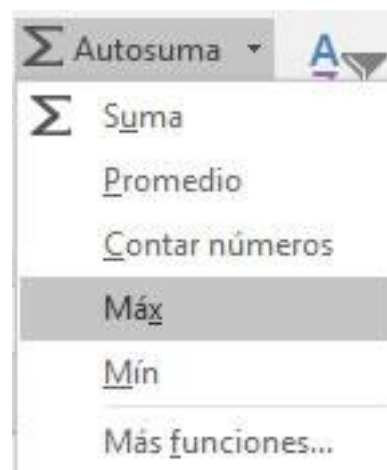 Σ Autosuma
Σ Suma
Promedio
Contar números
Máx
Mín
Más funciones...